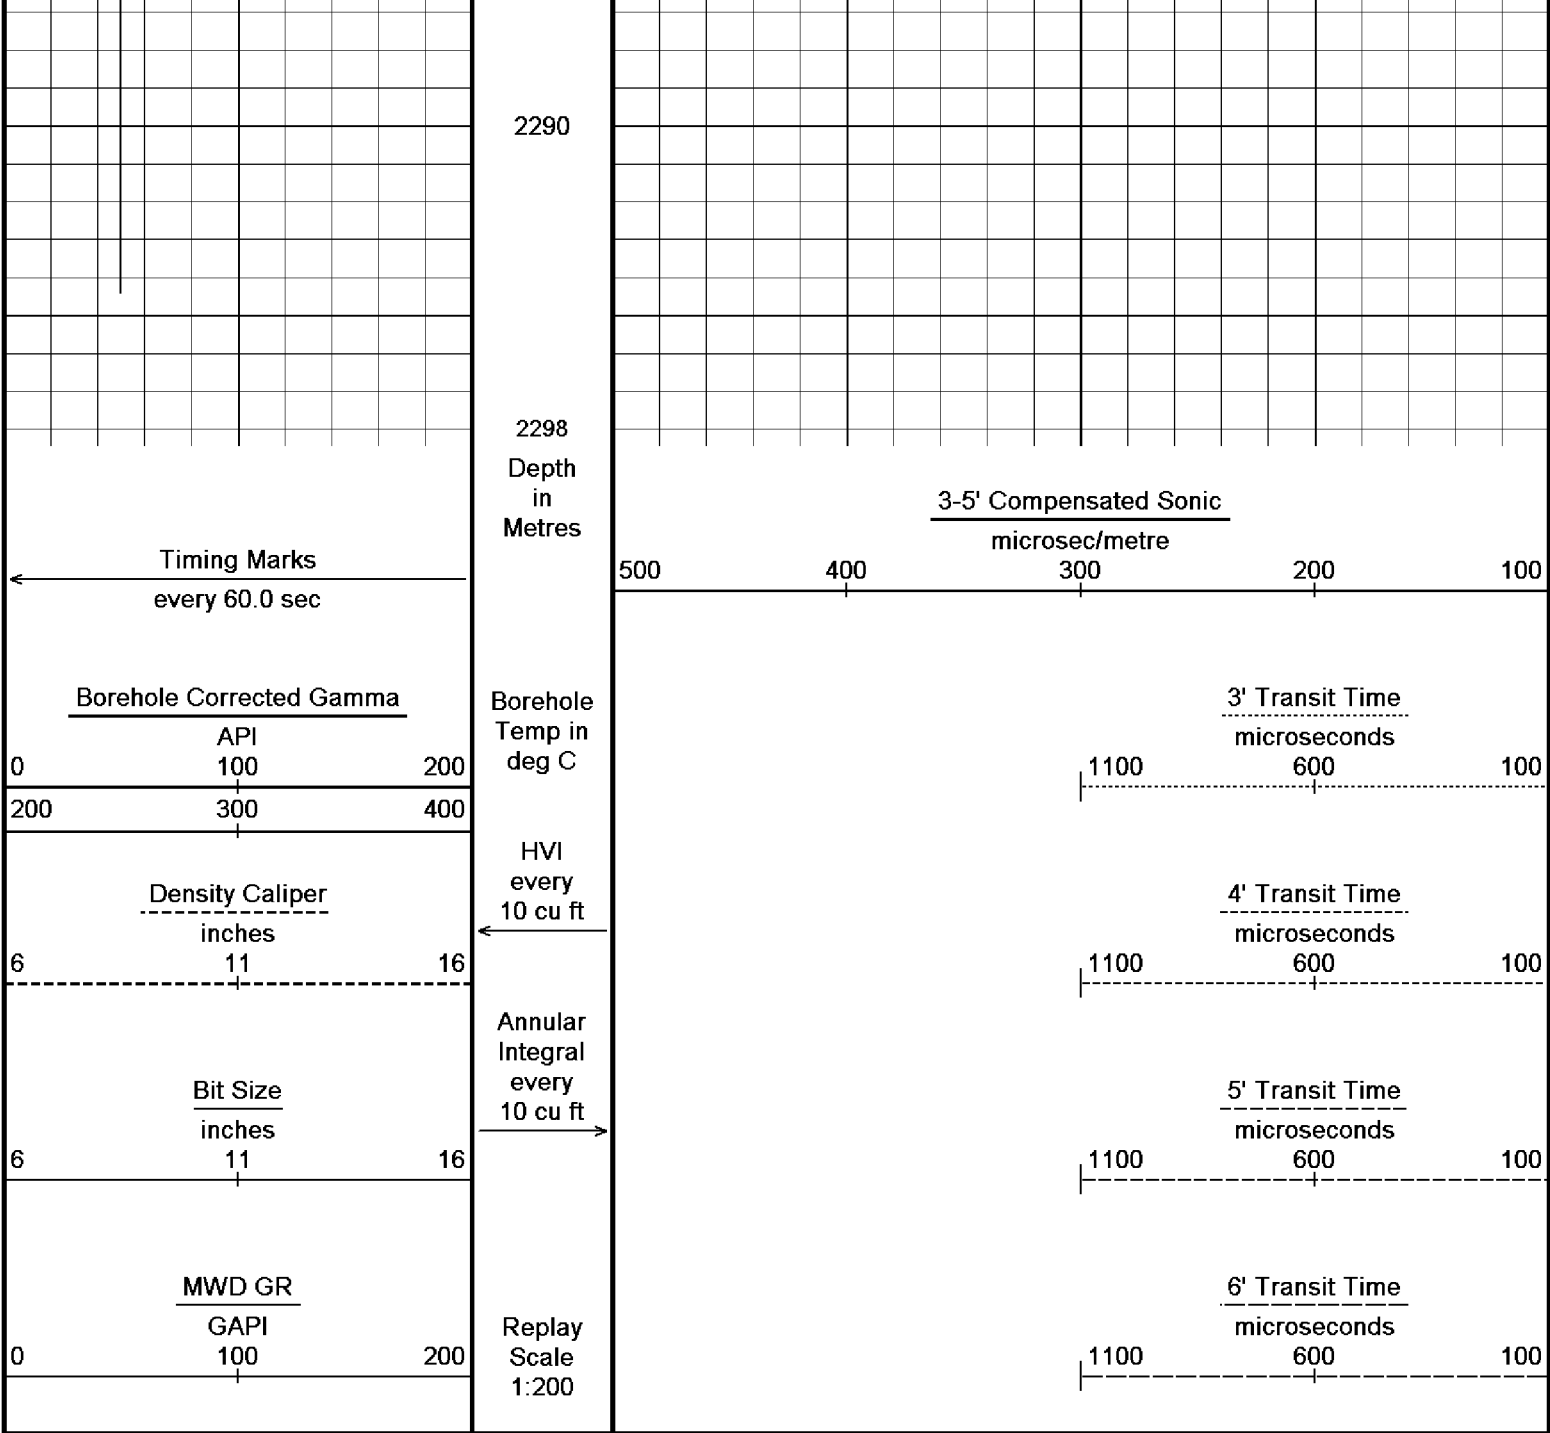 2290
2298
Depth
in
Metres
Timing Marks
every 60.0 sec
3-5' Compensated Sonic
microsec/metre
500 400 300 200 100
Borehole Corrected Gamma
API
0 100 200
200 300 400
Borehole
Temp in
deg C
3' Transit Time
microseconds
1100 600 100
Density Caliper
inches
6 11 16
HVI
every
10 cu ft
4' Transit Time
microseconds
1100 600 100
Bit Size
inches
6 11 16
Annular
Integral
every
10 cu ft
5' Transit Time
microseconds
1100 600 100
MWD GR
GAPI
0 100 200
Replay
Scale
1:200
6' Transit Time
microseconds
1100 600 100